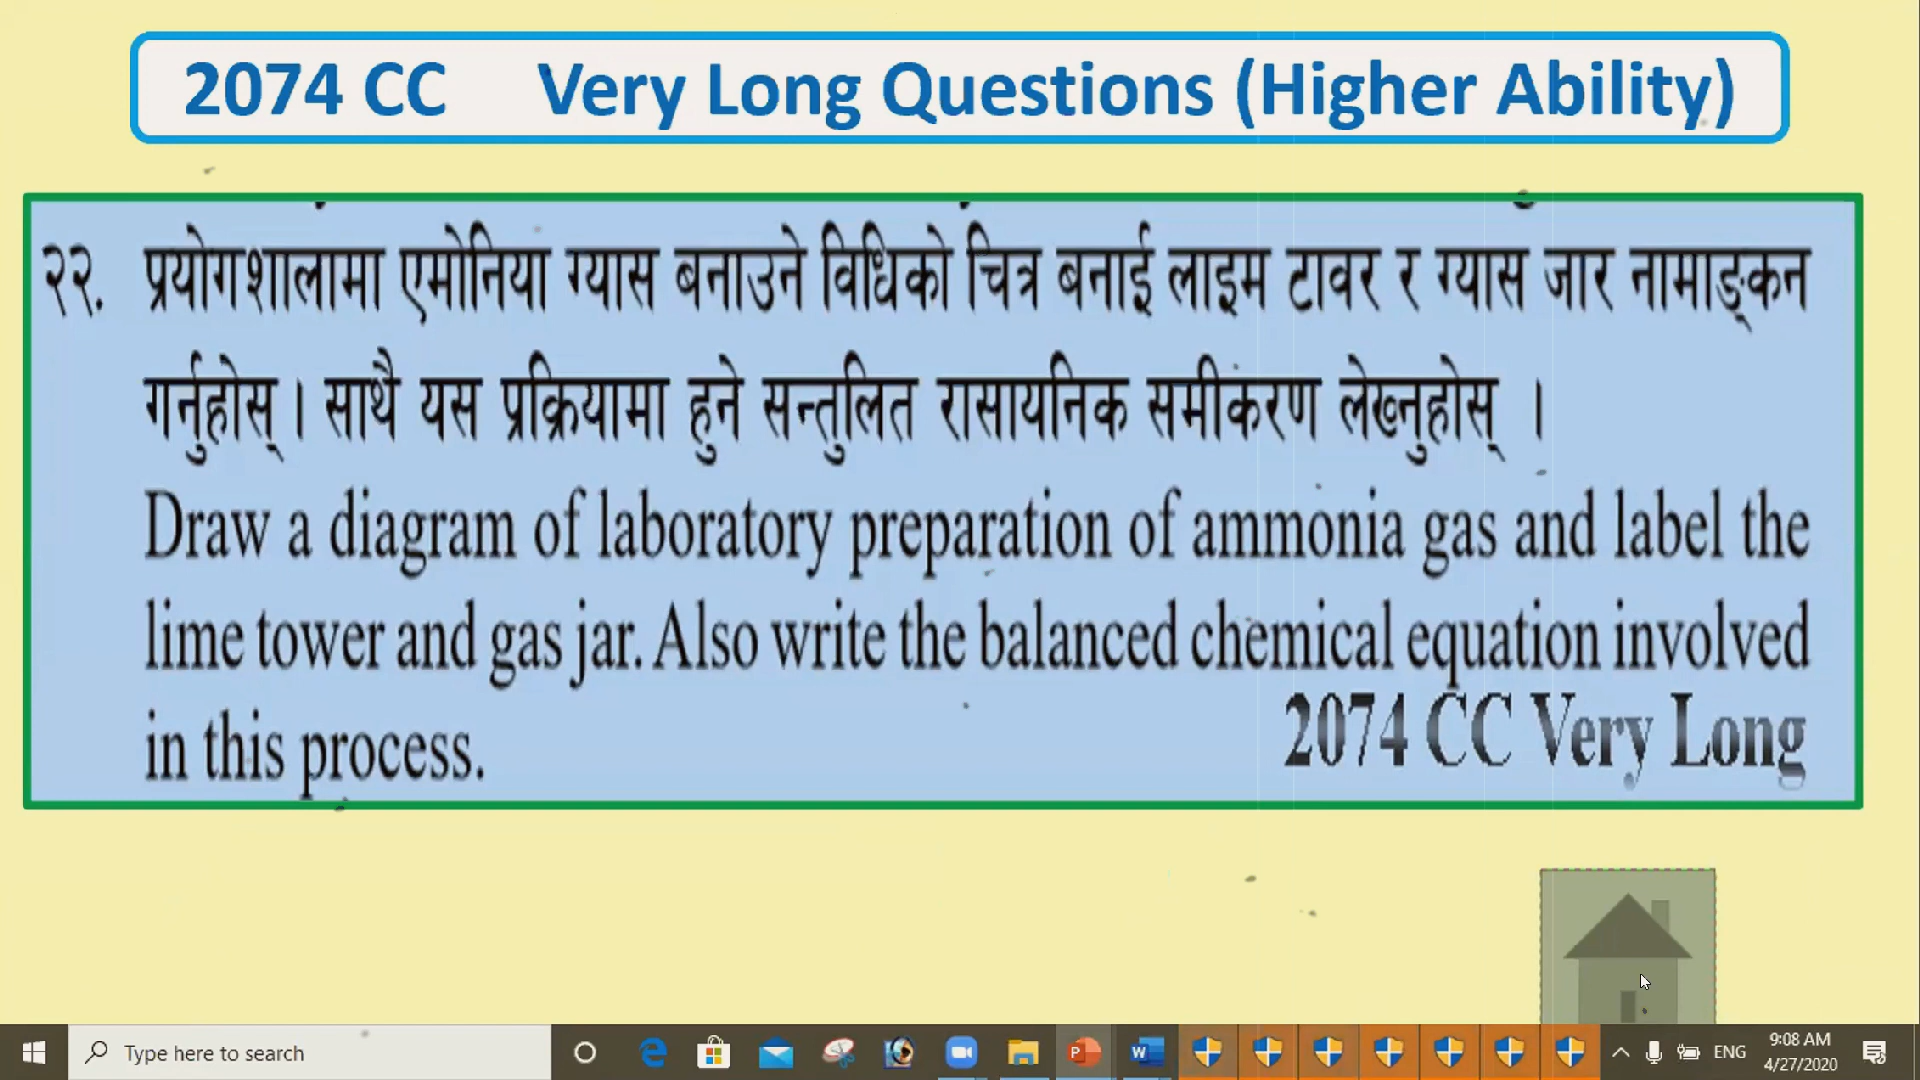 2074 CC Very Long Questions (Higher Ability)
२२. प्रयोगशालामा एमोनिया ग्यास बनाउने विधिको चित्र बनाई लाइम टावर र ग्यास जार नामाङ्कन
गर्नुहोस् । साथै यस प्रक्रियामा हुने सन्तुलित रासायनिक समीकरण लेख्नुहोस् ।
Draw a diagram of laboratory preparation of ammonia gas and label the
lime tower and gas jar. Also write the balanced chemical equation involved
in this process.
2074 CC Very Long
Type here to search
ENG
9:08 AM
4/27/2020